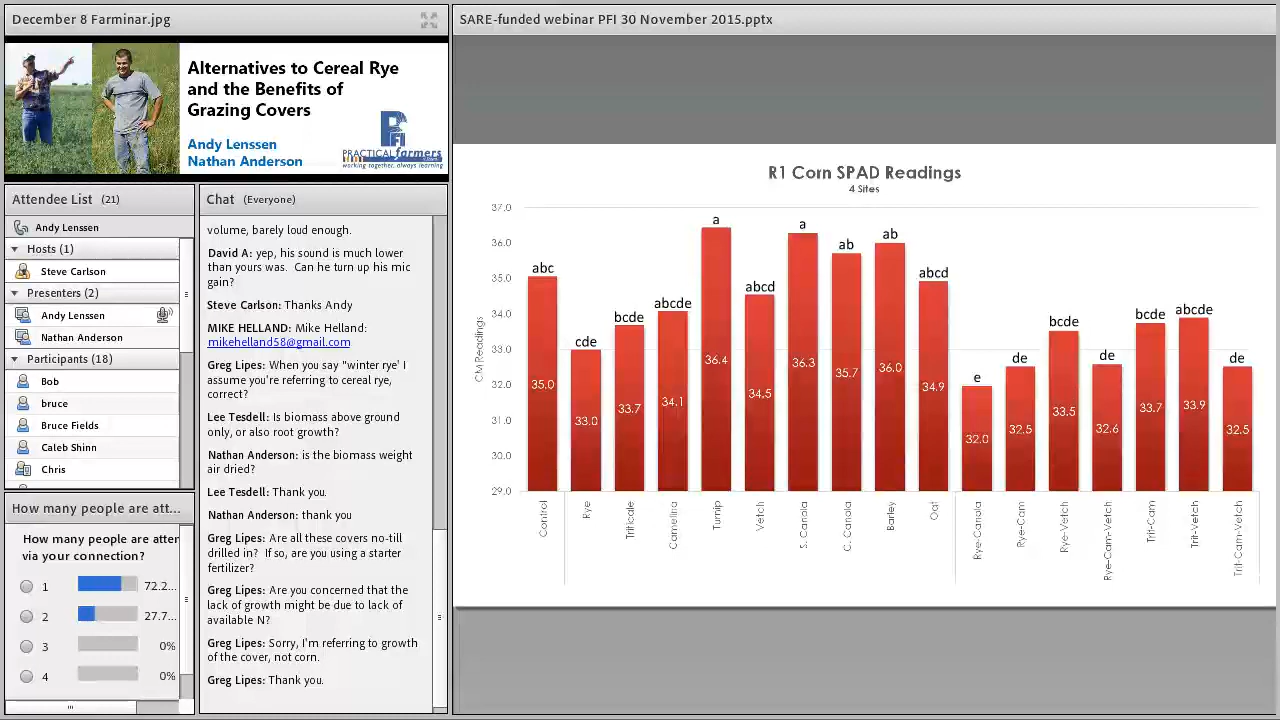 December 8 Farminar.jpg
Alternatives to Cereal Rye
and the Benefits of
Grazing Covers
Andy Lenssen
Nathan Anderson
PRACTICAL farmers
working together, always learning
Attendee List (21)
Andy Lenssen
Hosts (1)
Steve Carlson
Presenters (2)
Andy Lenssen
Nathan Anderson
Participants (18)
Bob
bruce
Bruce Fields
Caleb Shinn
Chris
How many people are att...
How many people are atter
via your connection?
1 72.2...
2 27.7...
3 0%
4 0%
Chat (Everyone)
volume, barely loud enough.
David A: yep, his sound is much lower
than yours was. Can he turn up his mic
gain?
Steve Carlson: Thanks Andy
MIKE HELLAND: Mike Helland:
mikehelland58@gmail.com
Greg Lipes: When you say "winter rye' I
assume you're referring to cereal rye,
correct?
Lee Tesdell: Is biomass above ground
only, or also root growth?
Nathan Anderson: is the biomass weight
air dried?
Lee Tesdell: Thank you.
Nathan Anderson: thank you
Greg Lipes: Are all these covers no-till
drilled in? If so, are you using a starter
fertilizer?
Greg Lipes: Are you concerned that the
lack of growth might be due to lack of
available N?
Greg Lipes: Sorry, I'm referring to growth
of the cover, not corn.
Greg Lipes: Thank you.
SARE-funded webinar PFI 30 November 2015.pptx
R1 Corn SPAD Readings
4 Sites
CM Readings
37.0
36.0
35.0
34.0
33.0
32.0
31.0
30.0
29.0
abc
cde
bcde
abcde
a
abcd
a
ab
ab
abcd
e
de
bcde
de
bcde
abcde
de
35.0
33.0
33.7
34.1
36.4
34.5
36.3
35.7
36.0
34.9
32.0
32.5
33.5
32.6
33.7
33.9
32.5
Control
Rye
Triticale
Camelina
Turnip
Vetch
S. Canola
C. Canola
Barley
Oat
Rye-Canola
Rye-Cam
Rye-Vetch
Rye-Cam-Vetch
Trit-Cam
Trit-Vetch
Trit-Cam-Vetch